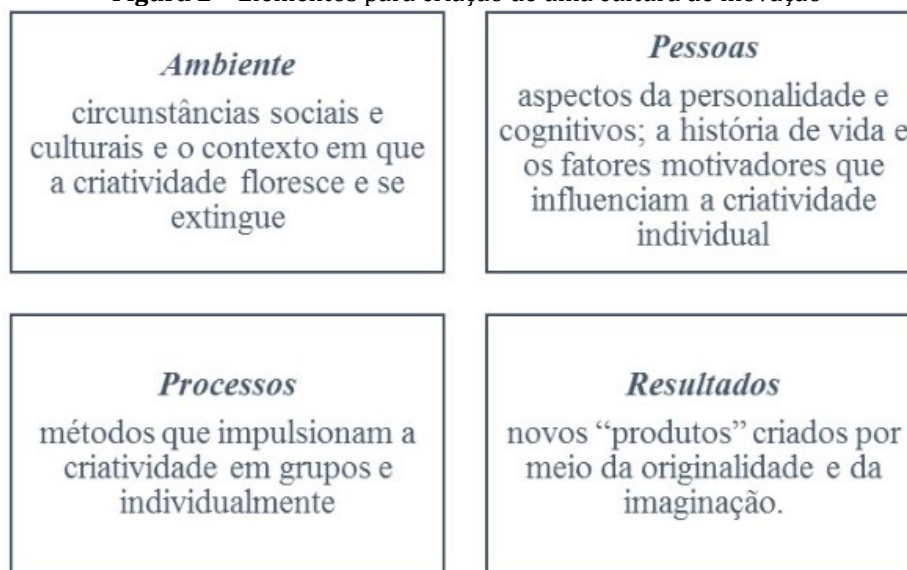 Ambiente
circunstâncias sociais e
culturais e o contexto em que
a criatividade floresce e se
extingue
Pessoas
aspectos da personalidade e
cognitivos; a história de vida e
os fatores motivadores que
influenciam a criatividade
individual
Processos
métodos que impulsionam a
criatividade em grupos e
individualmente
Resultados
novos “produtos” criados por
meio da originalidade e da
imaginação.